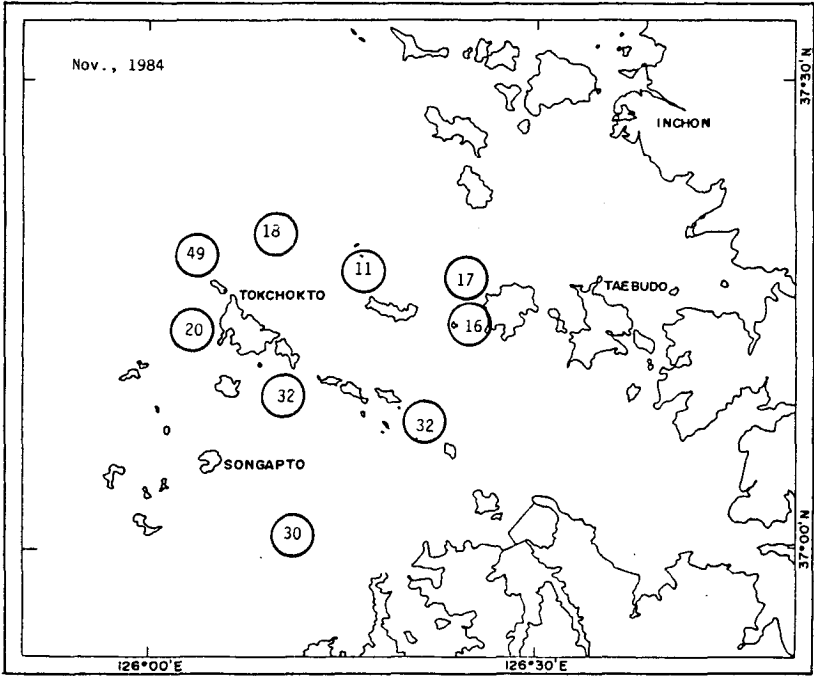 Nov., 1984
37°30'N
INCHON
18
49
11
17
TOKCHOKTO
TAEBUDO
20
16
32
32
SONGAPTO
30
37°00'N
126°00'E
126°30'E